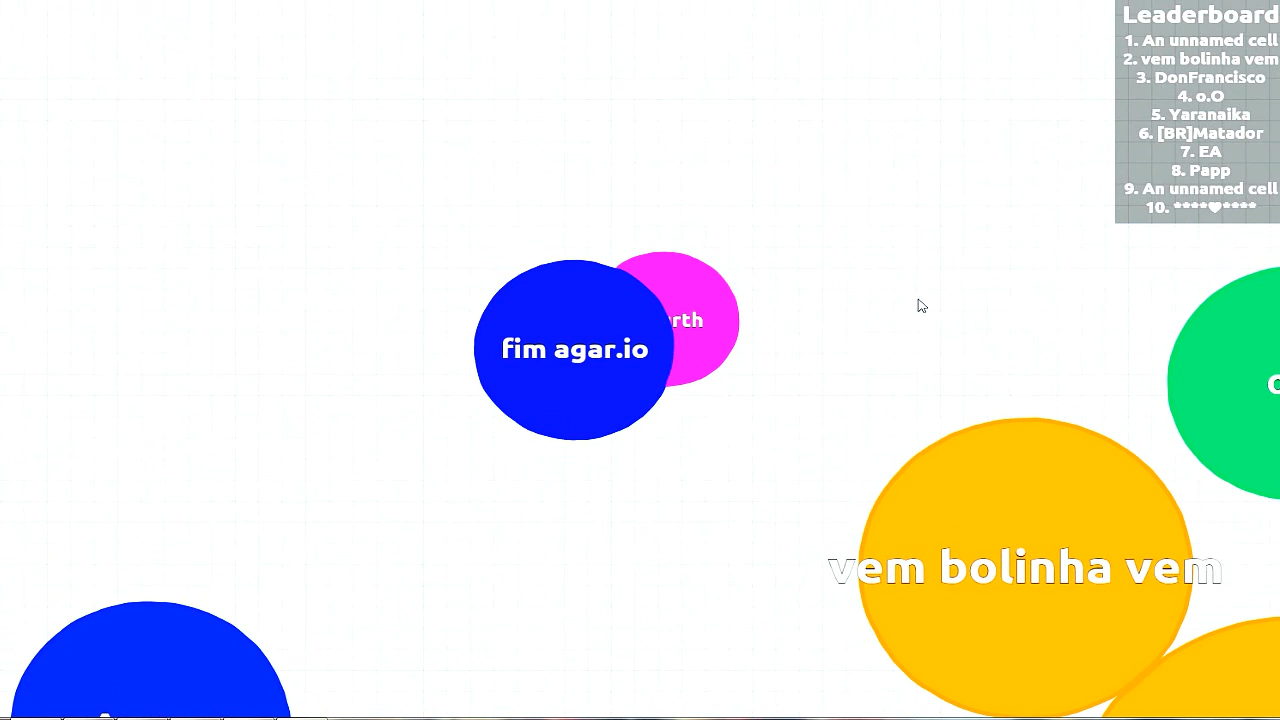 Leaderboard
1. An unnamed cell
2. vem bolinha vem
3. DonFrancisco
4. o.O
5. Yaranaika
6. [BR]Matador
7. EA
8. Papp
9. An unnamed cell
10. ****♥****
fim agar.io
vem bolinha vem